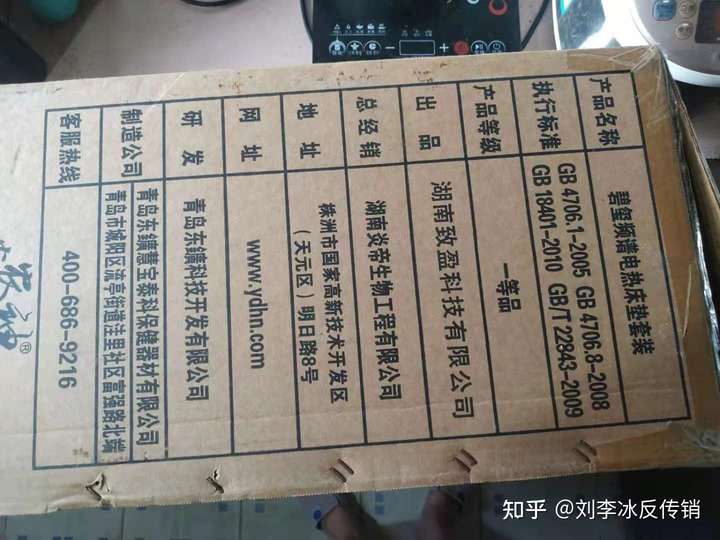 产品名称 碧玺频谱电热床垫套装
执行标准 GB 4706.1-2005 GB 4706.8-2008
GB 18401-2010 GB/T 22843-2009
产品等级 一等品
出品 湖南致盈科技有限公司
总经销 湖南炎帝生物工程有限公司
地址 株洲市国家高新技术开发区
（天元区）明日路8号
网址 www.ydhn.com
研发 青岛东鐤科技开发有限公司
制造公司 青岛东鐤慧宝泰科保健器材有限公司
青岛市城阳区流亭街道洼里社区富强路北端
客服热线 400-686-9216
农神®
知乎 @刘李冰反传销